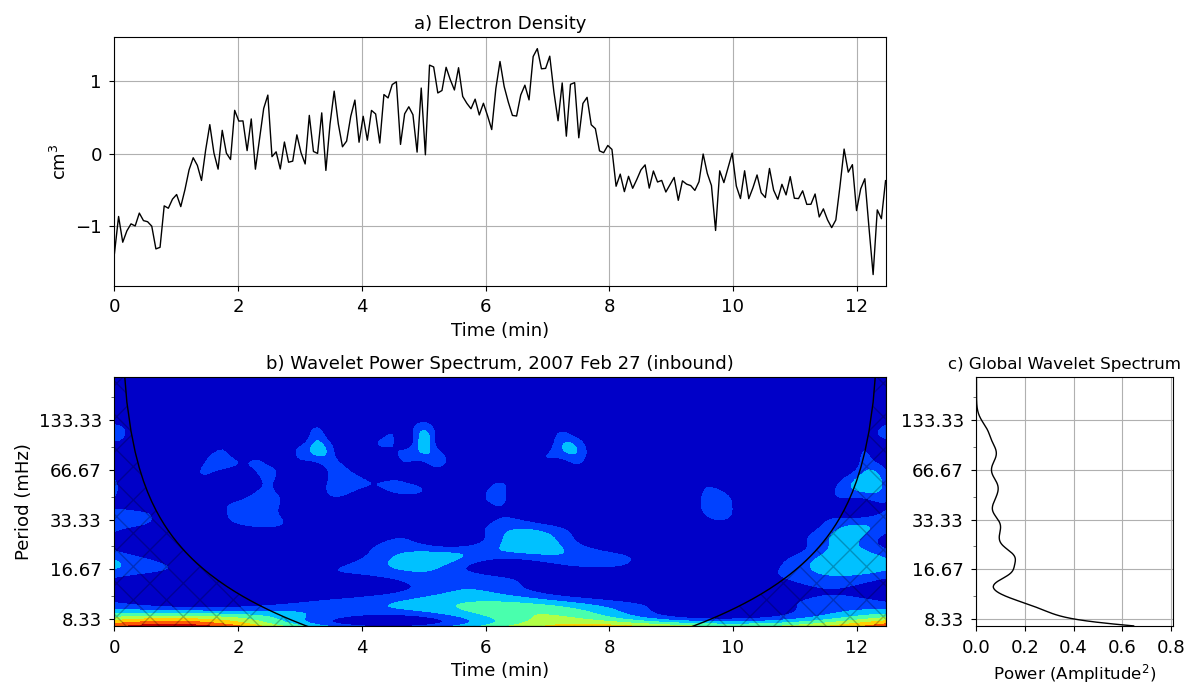 a) Electron Density
cm³
1
0
−1
0 2 4 6 8 10 12
Time (min)
b) Wavelet Power Spectrum, 2007 Feb 27 (inbound)
Period (mHz)
133.33
66.67
33.33
16.67
8.33
0 2 4 6 8 10 12
Time (min)
c) Global Wavelet Spectrum
133.33
66.67
33.33
16.67
8.33
0.0 0.2 0.4 0.6 0.8
Power (Amplitude²)